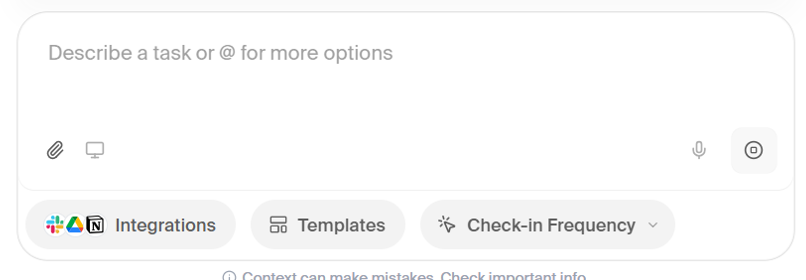 Describe a task or @ for more options
Integrations
Templates
Check-in Frequency
Context can make mistakes. Check important info.